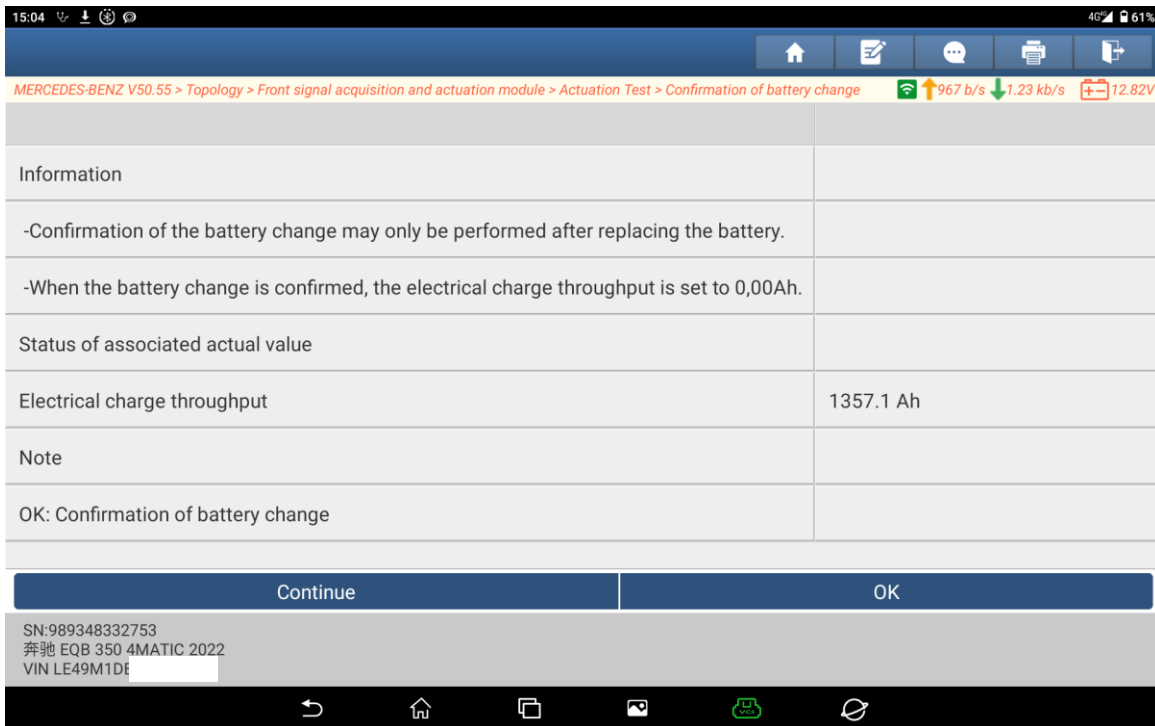 15:04
4G 61%
MERCEDES-BENZ V50.55 > Topology > Front signal acquisition and actuation module > Actuation Test > Confirmation of battery change
967 b/s 1.23 kb/s 12.82V
Information
-Confirmation of the battery change may only be performed after replacing the battery.
-When the battery change is confirmed, the electrical charge throughput is set to 0,00Ah.
Status of associated actual value
Electrical charge throughput 1357.1 Ah
Note
OK: Confirmation of battery change
Continue OK
SN:989348332753
奔驰 EQB 350 4MATIC 2022
VIN LE49M1DB
VCI